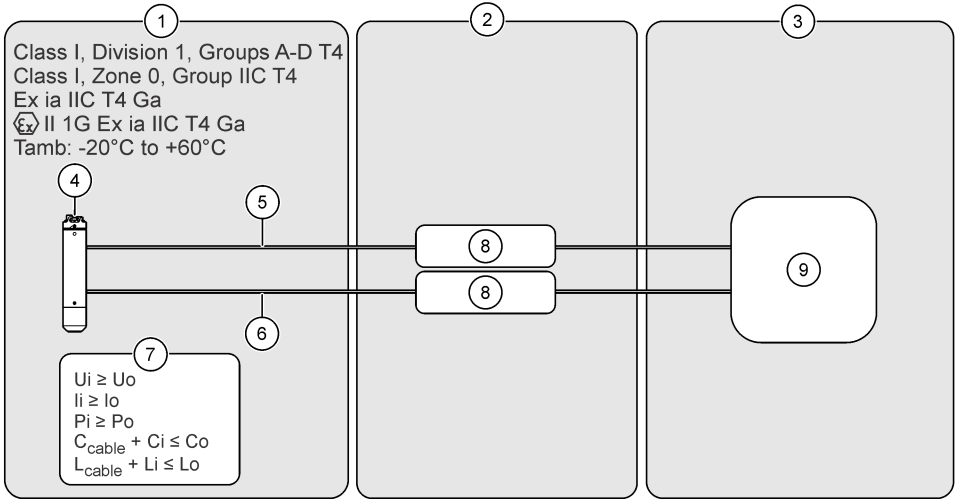 1
2
3
Class I, Division 1, Groups A-D T4
Class I, Zone 0, Group IIC T4
Ex ia IIC T4 Ga
Ex II 1G Ex ia IIC T4 Ga
Tamb: -20°C to +60°C
4
5
8
9
8
6
7
Ui ≥ Uo
Ii ≥ Io
Pi ≥ Po
Ccable + Ci ≤ Co
Lcable + Li ≤ Lo